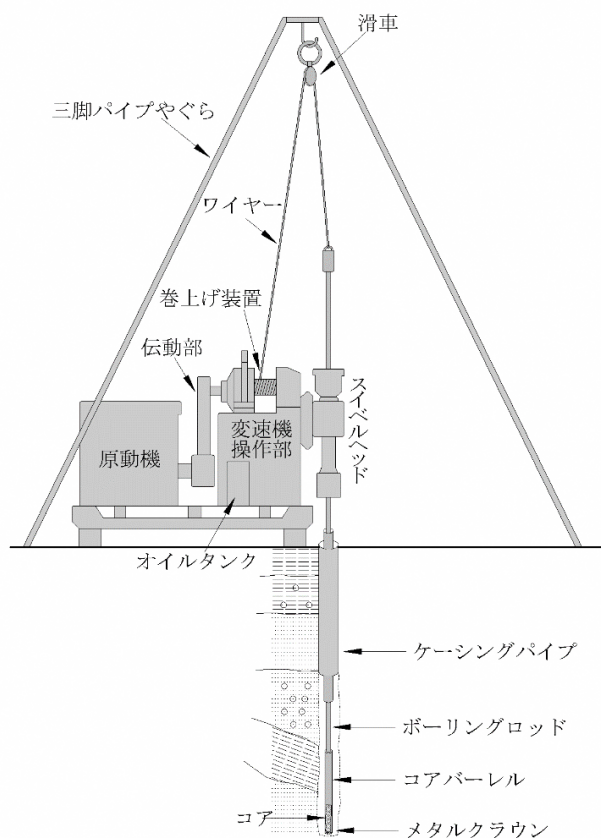 滑車
三脚パイプやぐら
ワイヤー
巻上げ装置
伝動部
スイベルヘッド
変速機
操作部
原動機
オイルタンク
ケーシングパイプ
ボーリングロッド
コアバーレル
コア
メタルクラウン